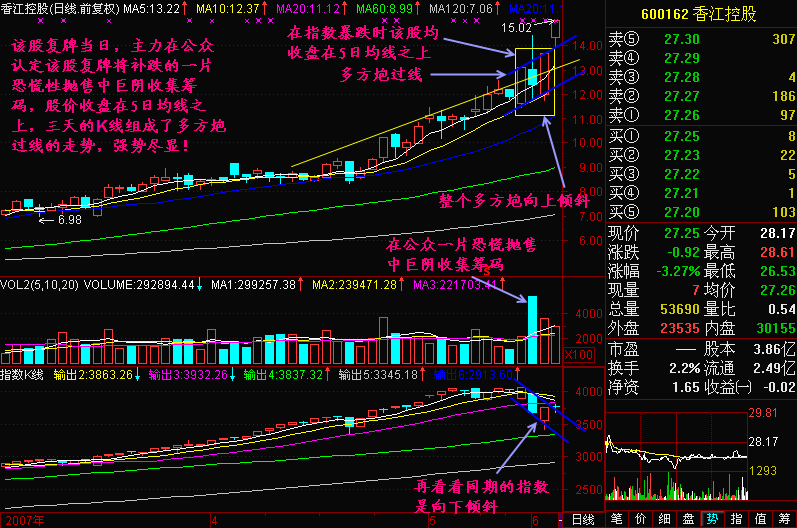 香江控股(日线.前复权) MA5:13.22↑ MA10:12.37↑ MA20:11.12↑ MA60:8.99↑ MA120:7.06↑ MA20:11
15.02
该股复牌当日，主力在公众
认定该股复牌将补跌的一片
恐慌性抛售中巨阴收集筹
码，股价收盘在5日均线之
上，三天的K线组成了多方炮
过线的走势，强势尽显！
在指数暴跌时该股均
收盘在5日均线之上
多方炮过线
6.98
整个多方炮向上倾斜
14.00
13.00
12.00
11.00
10.00
9.00
8.00
7.00
6.00
在公众一片恐慌抛售
中巨阴收集筹码
VOL2(5,10,20) VOLUME:292894.44↓ MA1:299257.38↑ MA2:239471.28↑ MA3:221703.41↑
4000
2000
X100
指数K线 输出2:3863.26↓ 输出3:3932.26↓ 输出4:3837.32↑ 输出5:3345.18↑ 输出6:2913.60↑
4000
3500
3000
2500
再看看同期的指数
是向下倾斜
2007年 4 5 6 日线
600162 香江控股
卖⑤ 27.30 307
卖④ 27.29
卖③ 27.28 4
卖② 27.27 186
卖① 27.26 97
买① 27.25 8
买② 27.23 22
买③ 27.22 5
买④ 27.21 1
买⑤ 27.20 103
现价 27.25 今开 28.17
涨跌 -0.92 最高 28.61
涨幅 -3.27% 最低 26.53
现量 7 均价 27.26
总量 53690 量比 0.54
外盘 23535 内盘 30155
市盈 — 股本 3.86亿
换手 2.2% 流通 2.49亿
净资 1.65 收益(一) -0.02
29.81
28.17
1293
笔 价 细 盘 势 指 值 筹